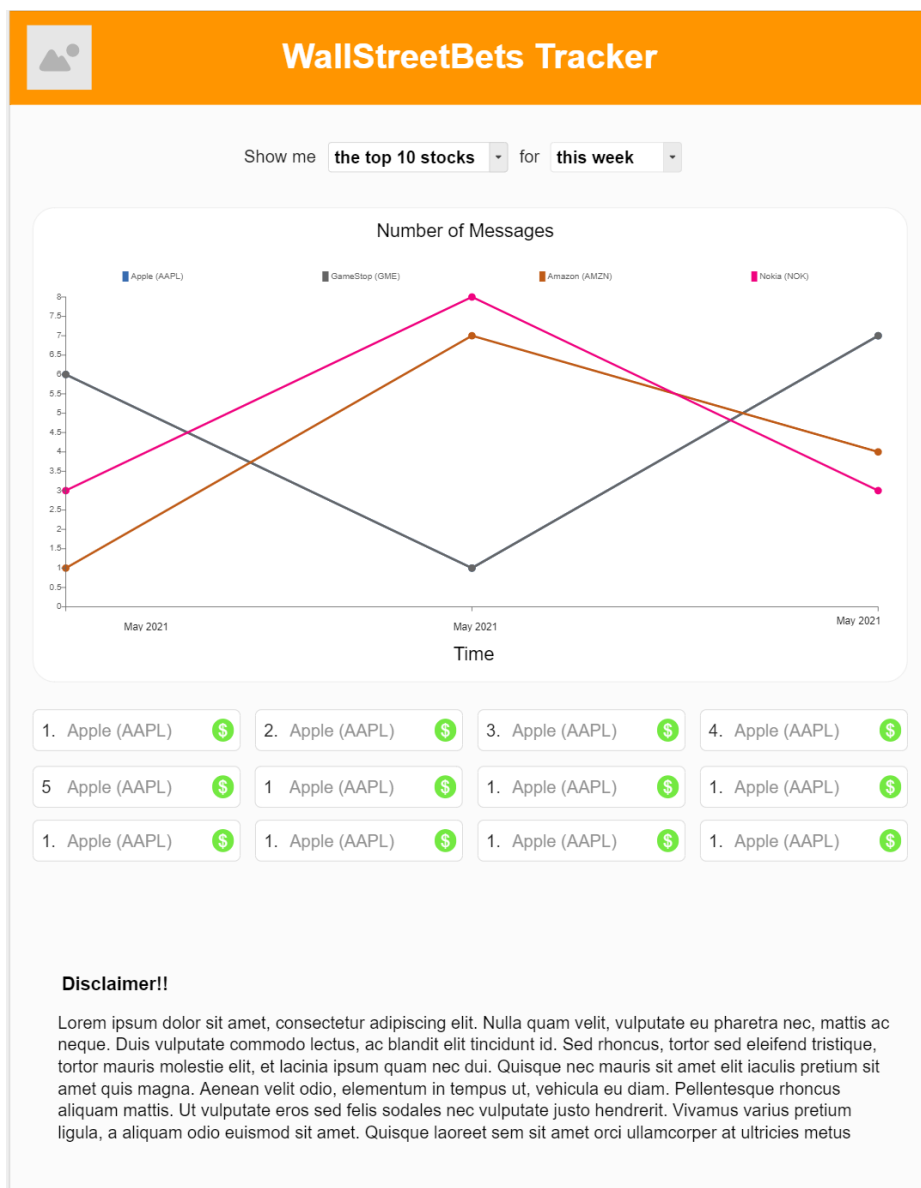 WallStreetBets Tracker
Show me the top 10 stocks for this week
Number of Messages
Apple (AAPL) GameStop (GME) Amazon (AMZN) Nokia (NOK)
8
7.5
7
6.5
6
5.5
5
4.5
4
3.5
3
2.5
2
1.5
1
0.5
0
May 2021 May 2021 May 2021
Time
1. Apple (AAPL) $ 2. Apple (AAPL) $ 3. Apple (AAPL) $ 4. Apple (AAPL) $
5 Apple (AAPL) $ 1 Apple (AAPL) $ 1. Apple (AAPL) $ 1. Apple (AAPL) $
1. Apple (AAPL) $ 1. Apple (AAPL) $ 1. Apple (AAPL) $ 1. Apple (AAPL) $
Disclaimer!!
Lorem ipsum dolor sit amet, consectetur adipiscing elit. Nulla quam velit, vulputate eu pharetra nec, mattis ac
neque. Duis vulputate commodo lectus, ac blandit elit tincidunt id. Sed rhoncus, tortor sed eleifend tristique,
tortor mauris molestie elit, et lacinia ipsum quam nec dui. Quisque nec mauris sit amet elit iaculis pretium sit
amet quis magna. Aenean velit odio, elementum in tempus ut, vehicula eu diam. Pellentesque rhoncus
aliquam mattis. Ut vulputate eros sed felis sodales nec vulputate justo hendrerit. Vivamus varius pretium
ligula, a aliquam odio euismod sit amet. Quisque laoreet sem sit amet orci ullamcorper at ultricies metus